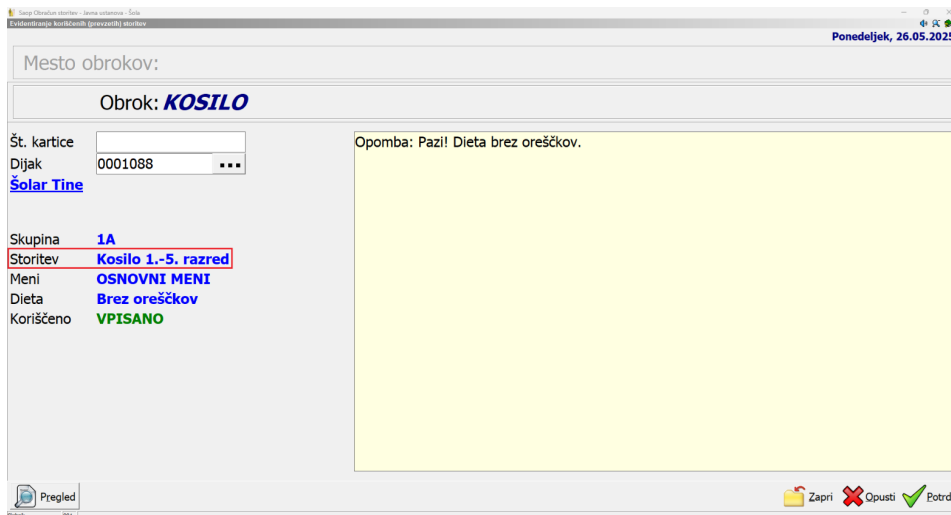 Saop Obračun storitev - Javna ustanova - Šola
Evidentiranje koriščenih (prevzetih) storitev
Ponedeljek, 26.05.2025
Mesto obrokov:
Obrok: KOSILO
Št. kartice
Dijak 0001088
Šolar Tine
Opomba: Pazi! Dieta brez oreščkov.
Skupina 1A
Storitev Kosilo 1.-5. razred
Meni OSNOVNI MENI
Dieta Brez oreščkov
Koriščeno VPISANO
Pregled Zapri Opusti Potrd